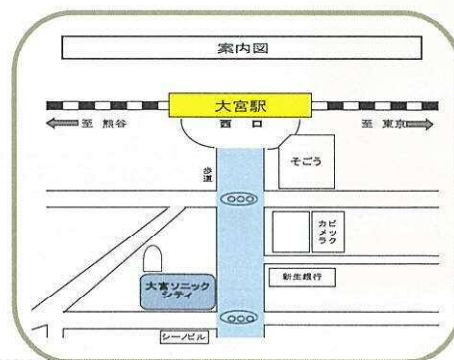 案内図
大宮駅
西 口
至 熊谷
至 東京
歩道
そごう
ビックカメラ
新生銀行
大宮ソニック
シティ
シーノビル